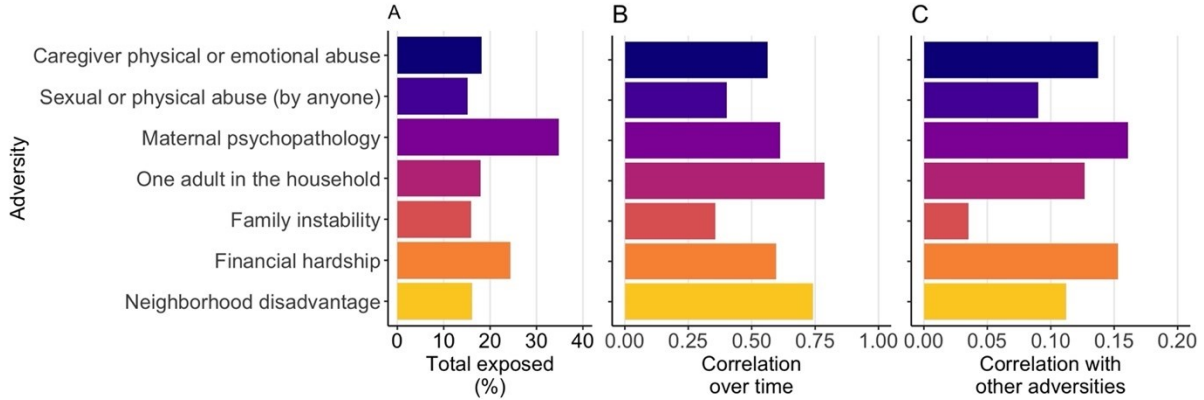 A
B
C
Adversity
Caregiver physical or emotional abuse
Sexual or physical abuse (by anyone)
Maternal psychopathology
One adult in the household
Family instability
Financial hardship
Neighborhood disadvantage
0 10 20 30 40
Total exposed
(%)
0.00 0.25 0.50 0.75 1.00
Correlation
over time
0.00 0.05 0.10 0.15 0.20
Correlation with
other adversities